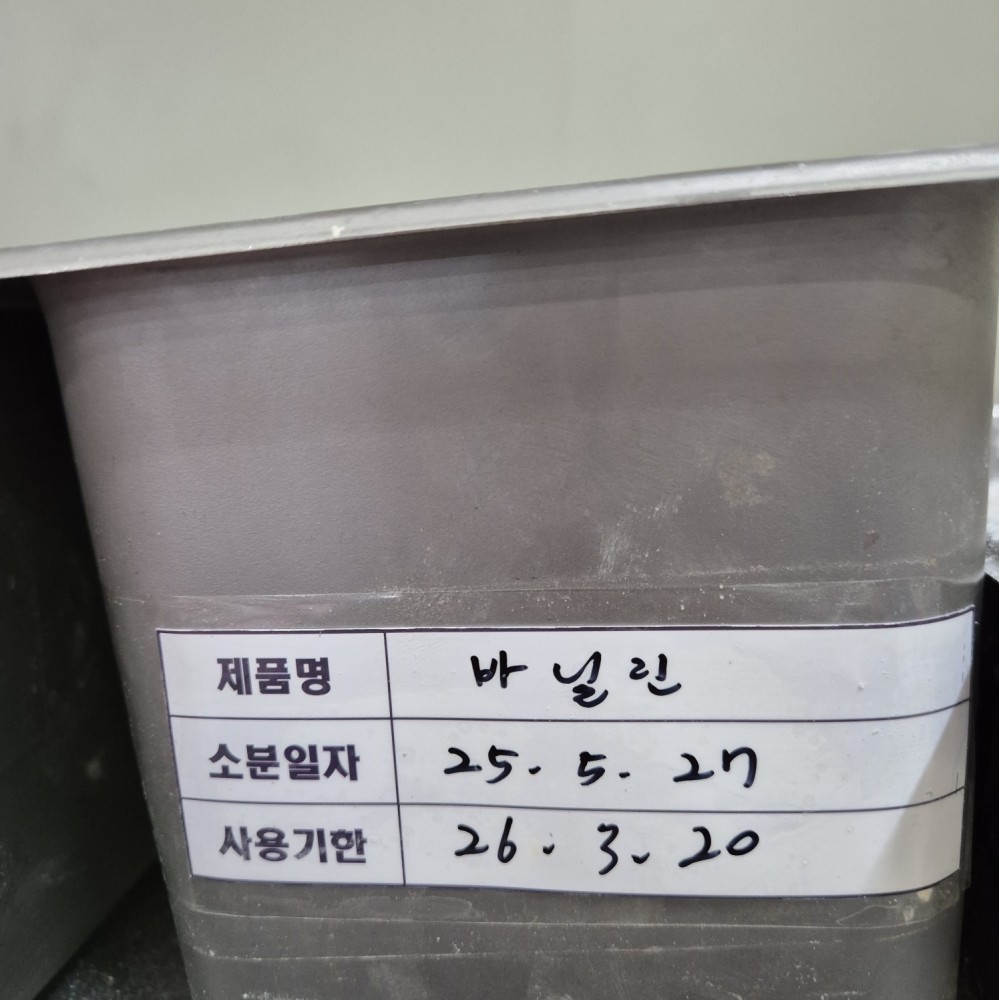 제품명 바닐린
소분일자 25. 5. 27
사용기한 26. 3. 20